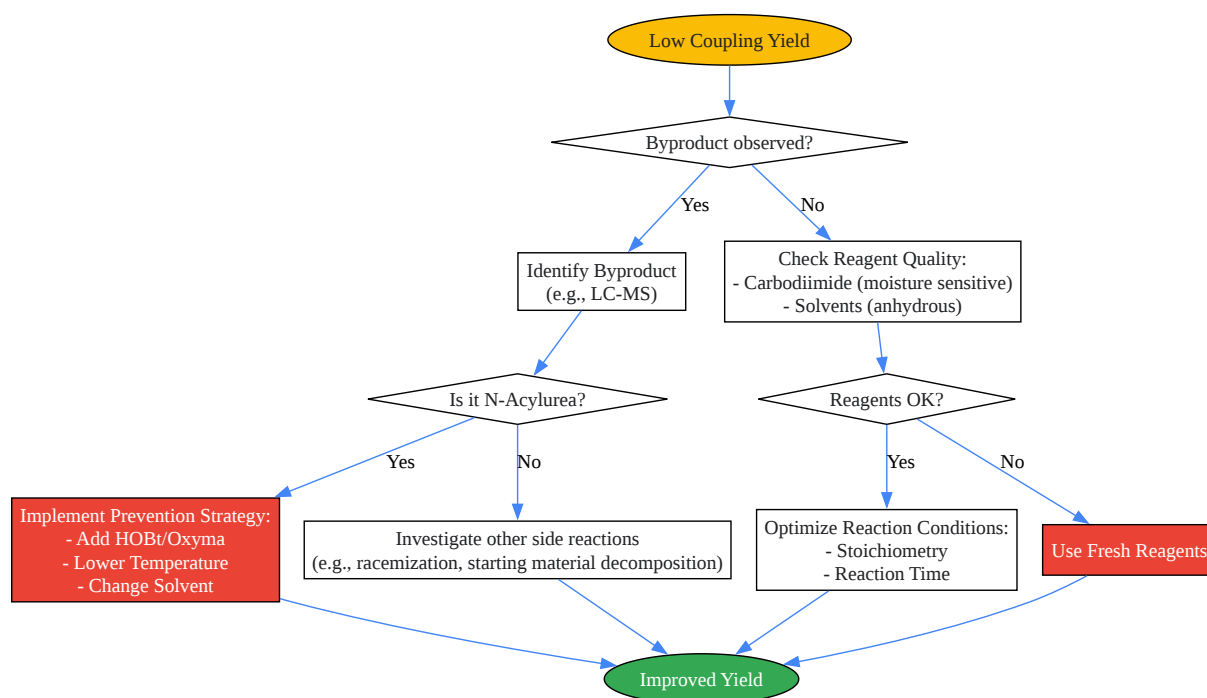 Low Coupling Yield
Byproduct observed?
Yes
No
Identify Byproduct
(e.g., LC-MS)
Check Reagent Quality:
- Carbodiimide (moisture sensitive)
- Solvents (anhydrous)
Is it N-Acylurea?
Reagents OK?
Yes
No
Yes
No
Implement Prevention Strategy:
- Add HOBt/Oxyma
- Lower Temperature
- Change Solvent
Investigate other side reactions
(e.g., racemization, starting material decomposition)
Optimize Reaction Conditions:
- Stoichiometry
- Reaction Time
Use Fresh Reagents
Improved Yield